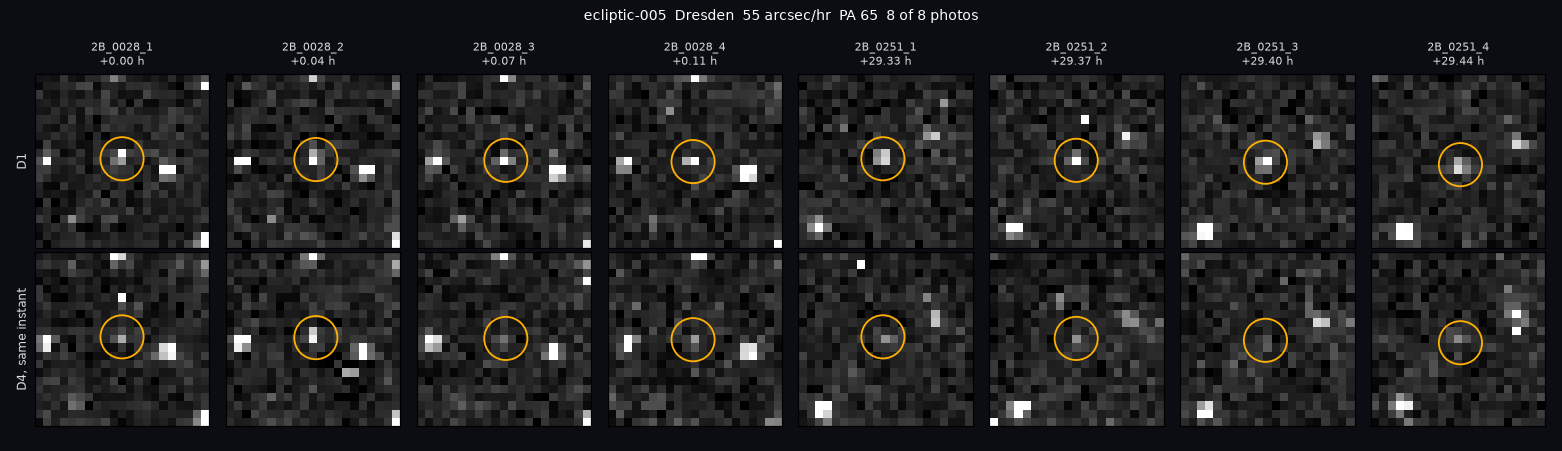 ecliptic-005 Dresden 55 arcsec/hr PA 65 8 of 8 photos
2B_0028_1
+0.00 h
2B_0028_2
+0.04 h
2B_0028_3
+0.07 h
2B_0028_4
+0.11 h
2B_0251_1
+29.33 h
2B_0251_2
+29.37 h
2B_0251_3
+29.40 h
2B_0251_4
+29.44 h
D1
D4, same instant